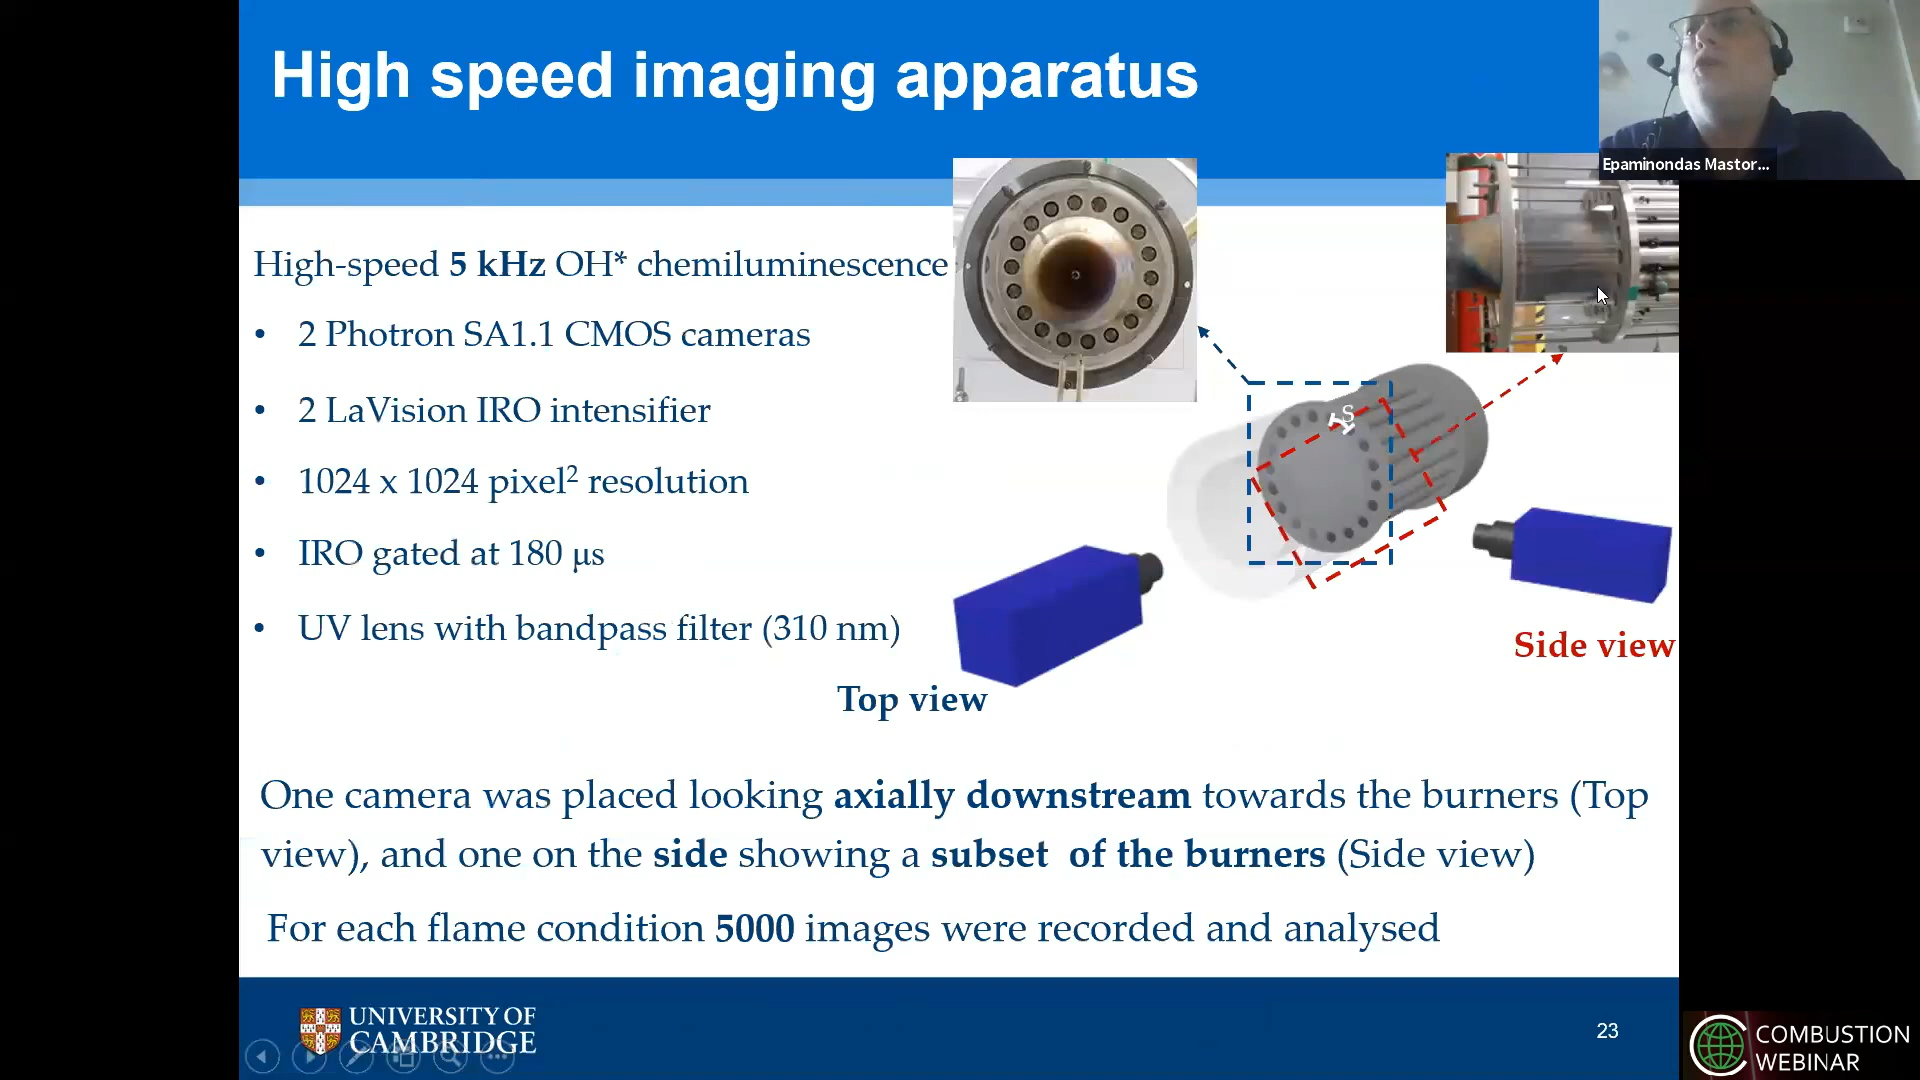 High speed imaging apparatus
Epaminondas Mastor...
High-speed 5 kHz OH* chemiluminescence
• 2 Photron SA1.1 CMOS cameras
• 2 LaVision IRO intensifier
• 1024 x 1024 pixel² resolution
• IRO gated at 180 µs
• UV lens with bandpass filter (310 nm)
S
Side view
Top view
One camera was placed looking axially downstream towards the burners (Top
view), and one on the side showing a subset of the burners (Side view)
For each flame condition 5000 images were recorded and analysed
UNIVERSITY OF
CAMBRIDGE
23
COMBUSTION
WEBINAR